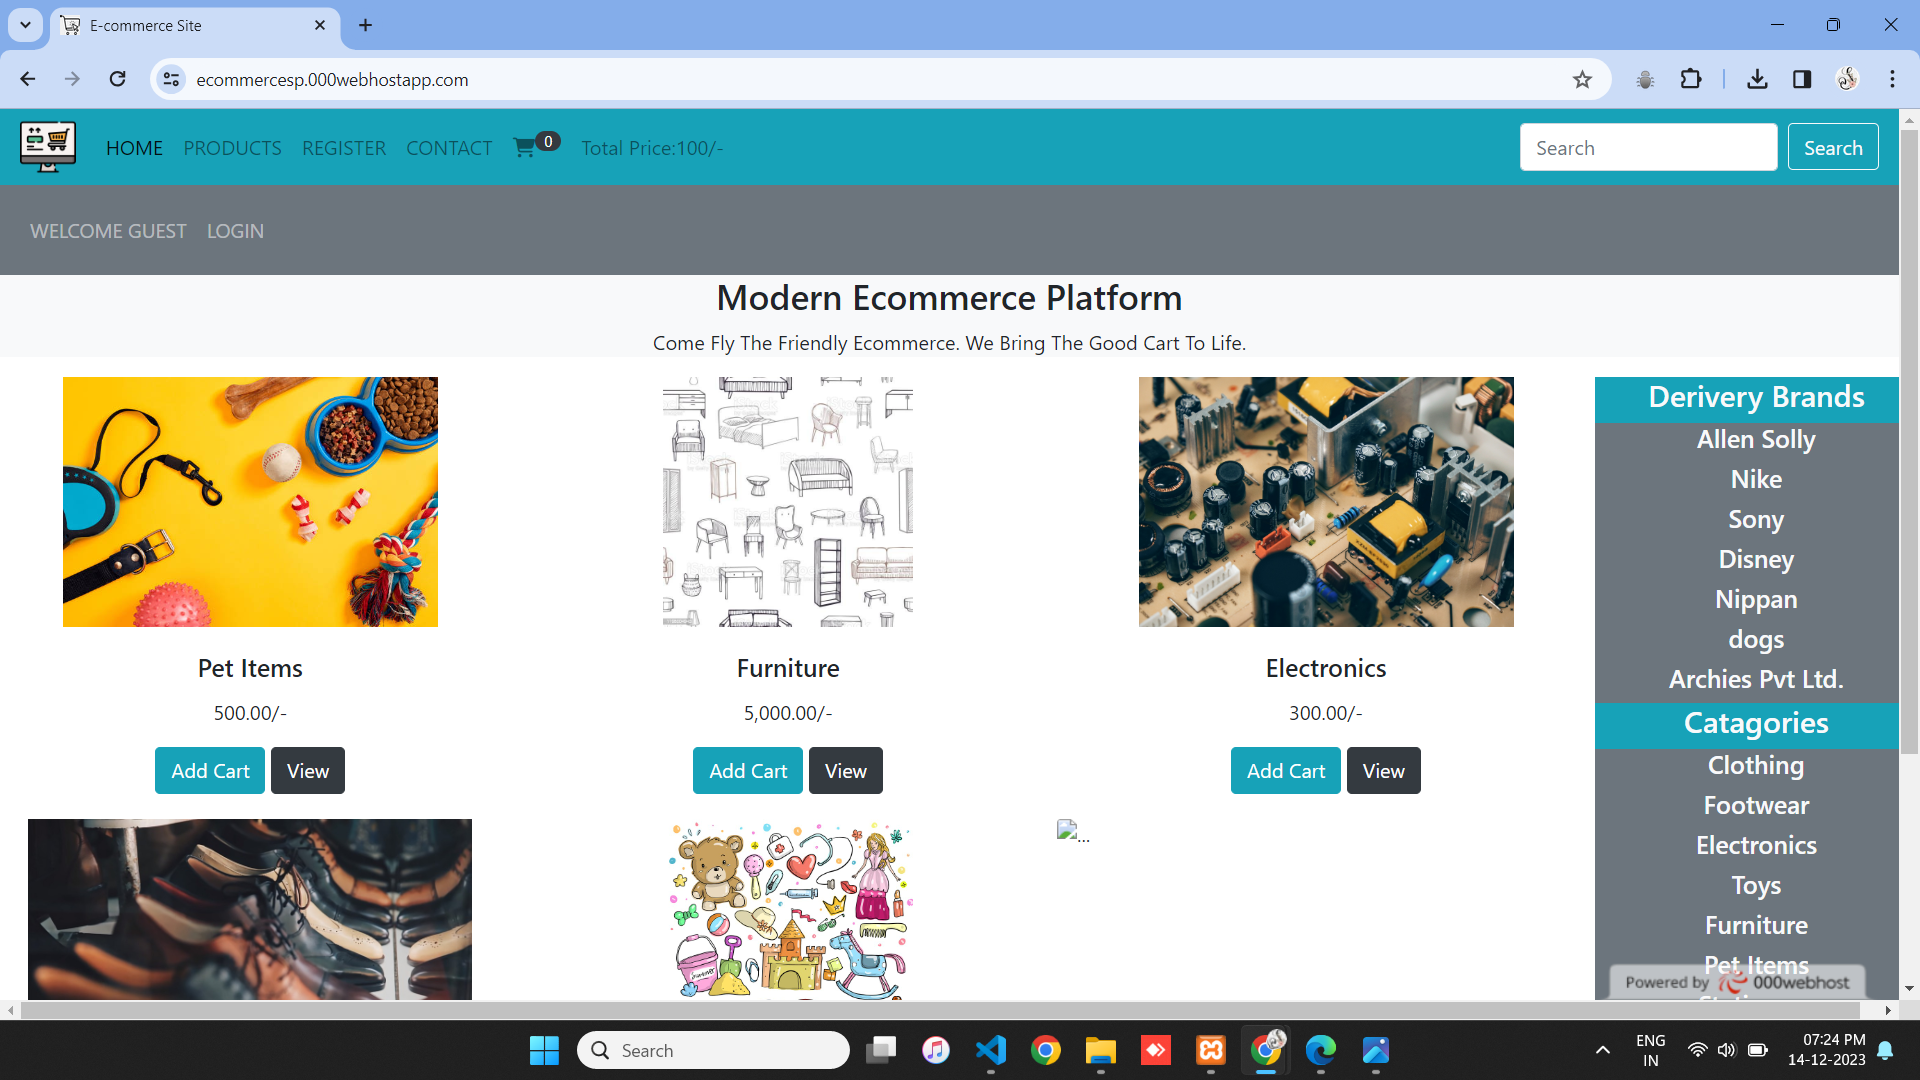 E-commerce Site
ecommercesp.000webhostapp.com
HOME PRODUCTS REGISTER CONTACT 0 Total Price:100/-
Search Search
WELCOME GUEST LOGIN
Modern Ecommerce Platform
Come Fly The Friendly Ecommerce. We Bring The Good Cart To Life.
Pet Items
500.00/-
Add Cart View
Furniture
5,000.00/-
Add Cart View
Electronics
300.00/-
Add Cart View
...
Derivery Brands
Allen Solly
Nike
Sony
Disney
Nippan
dogs
Archies Pvt Ltd.
Catagories
Clothing
Footwear
Electronics
Toys
Furniture
Pet Items
Powered by 000webhost
Search
ENG
IN
07:24 PM
14-12-2023